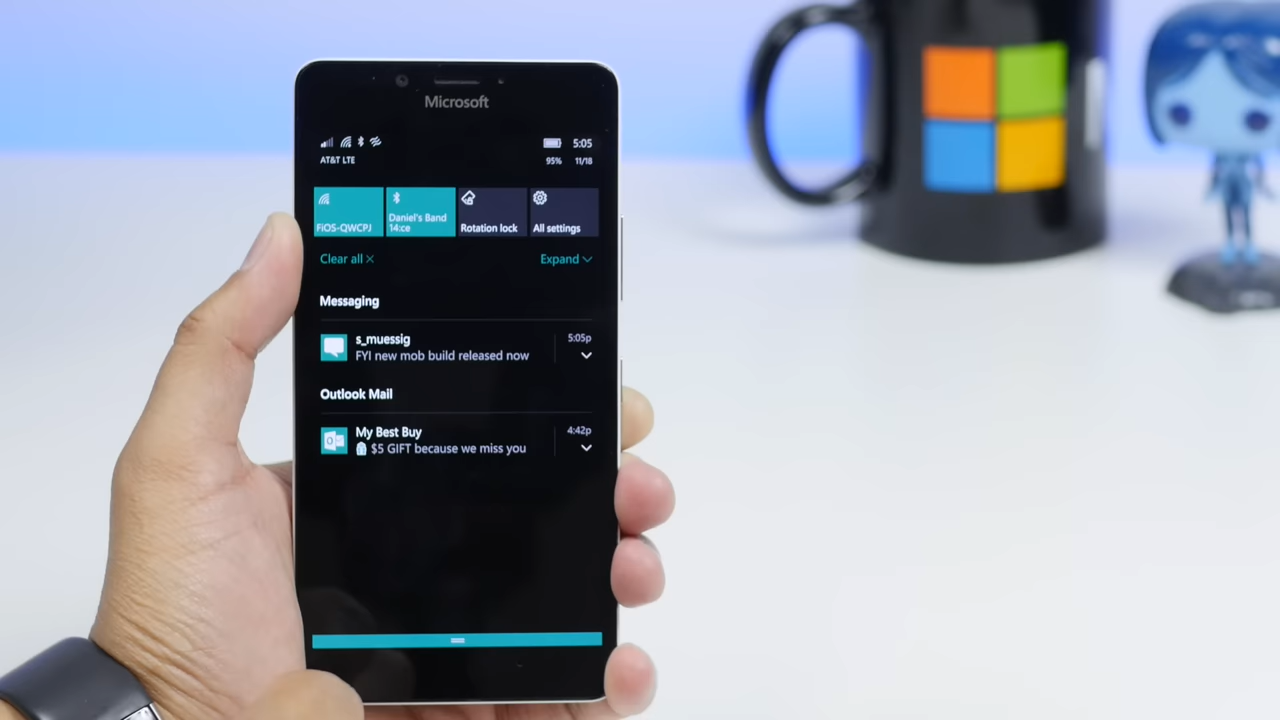 Microsoft
5:05
AT&T LTE 95% 11/18
FiOS-QWCPJ
Daniel's Band
14:ce
Rotation lock
All settings
Clear all Expand
Messaging
s_muessig 5:05p
FYI new mob build released now
Outlook Mail
My Best Buy 4:42p
$5 GIFT because we miss you